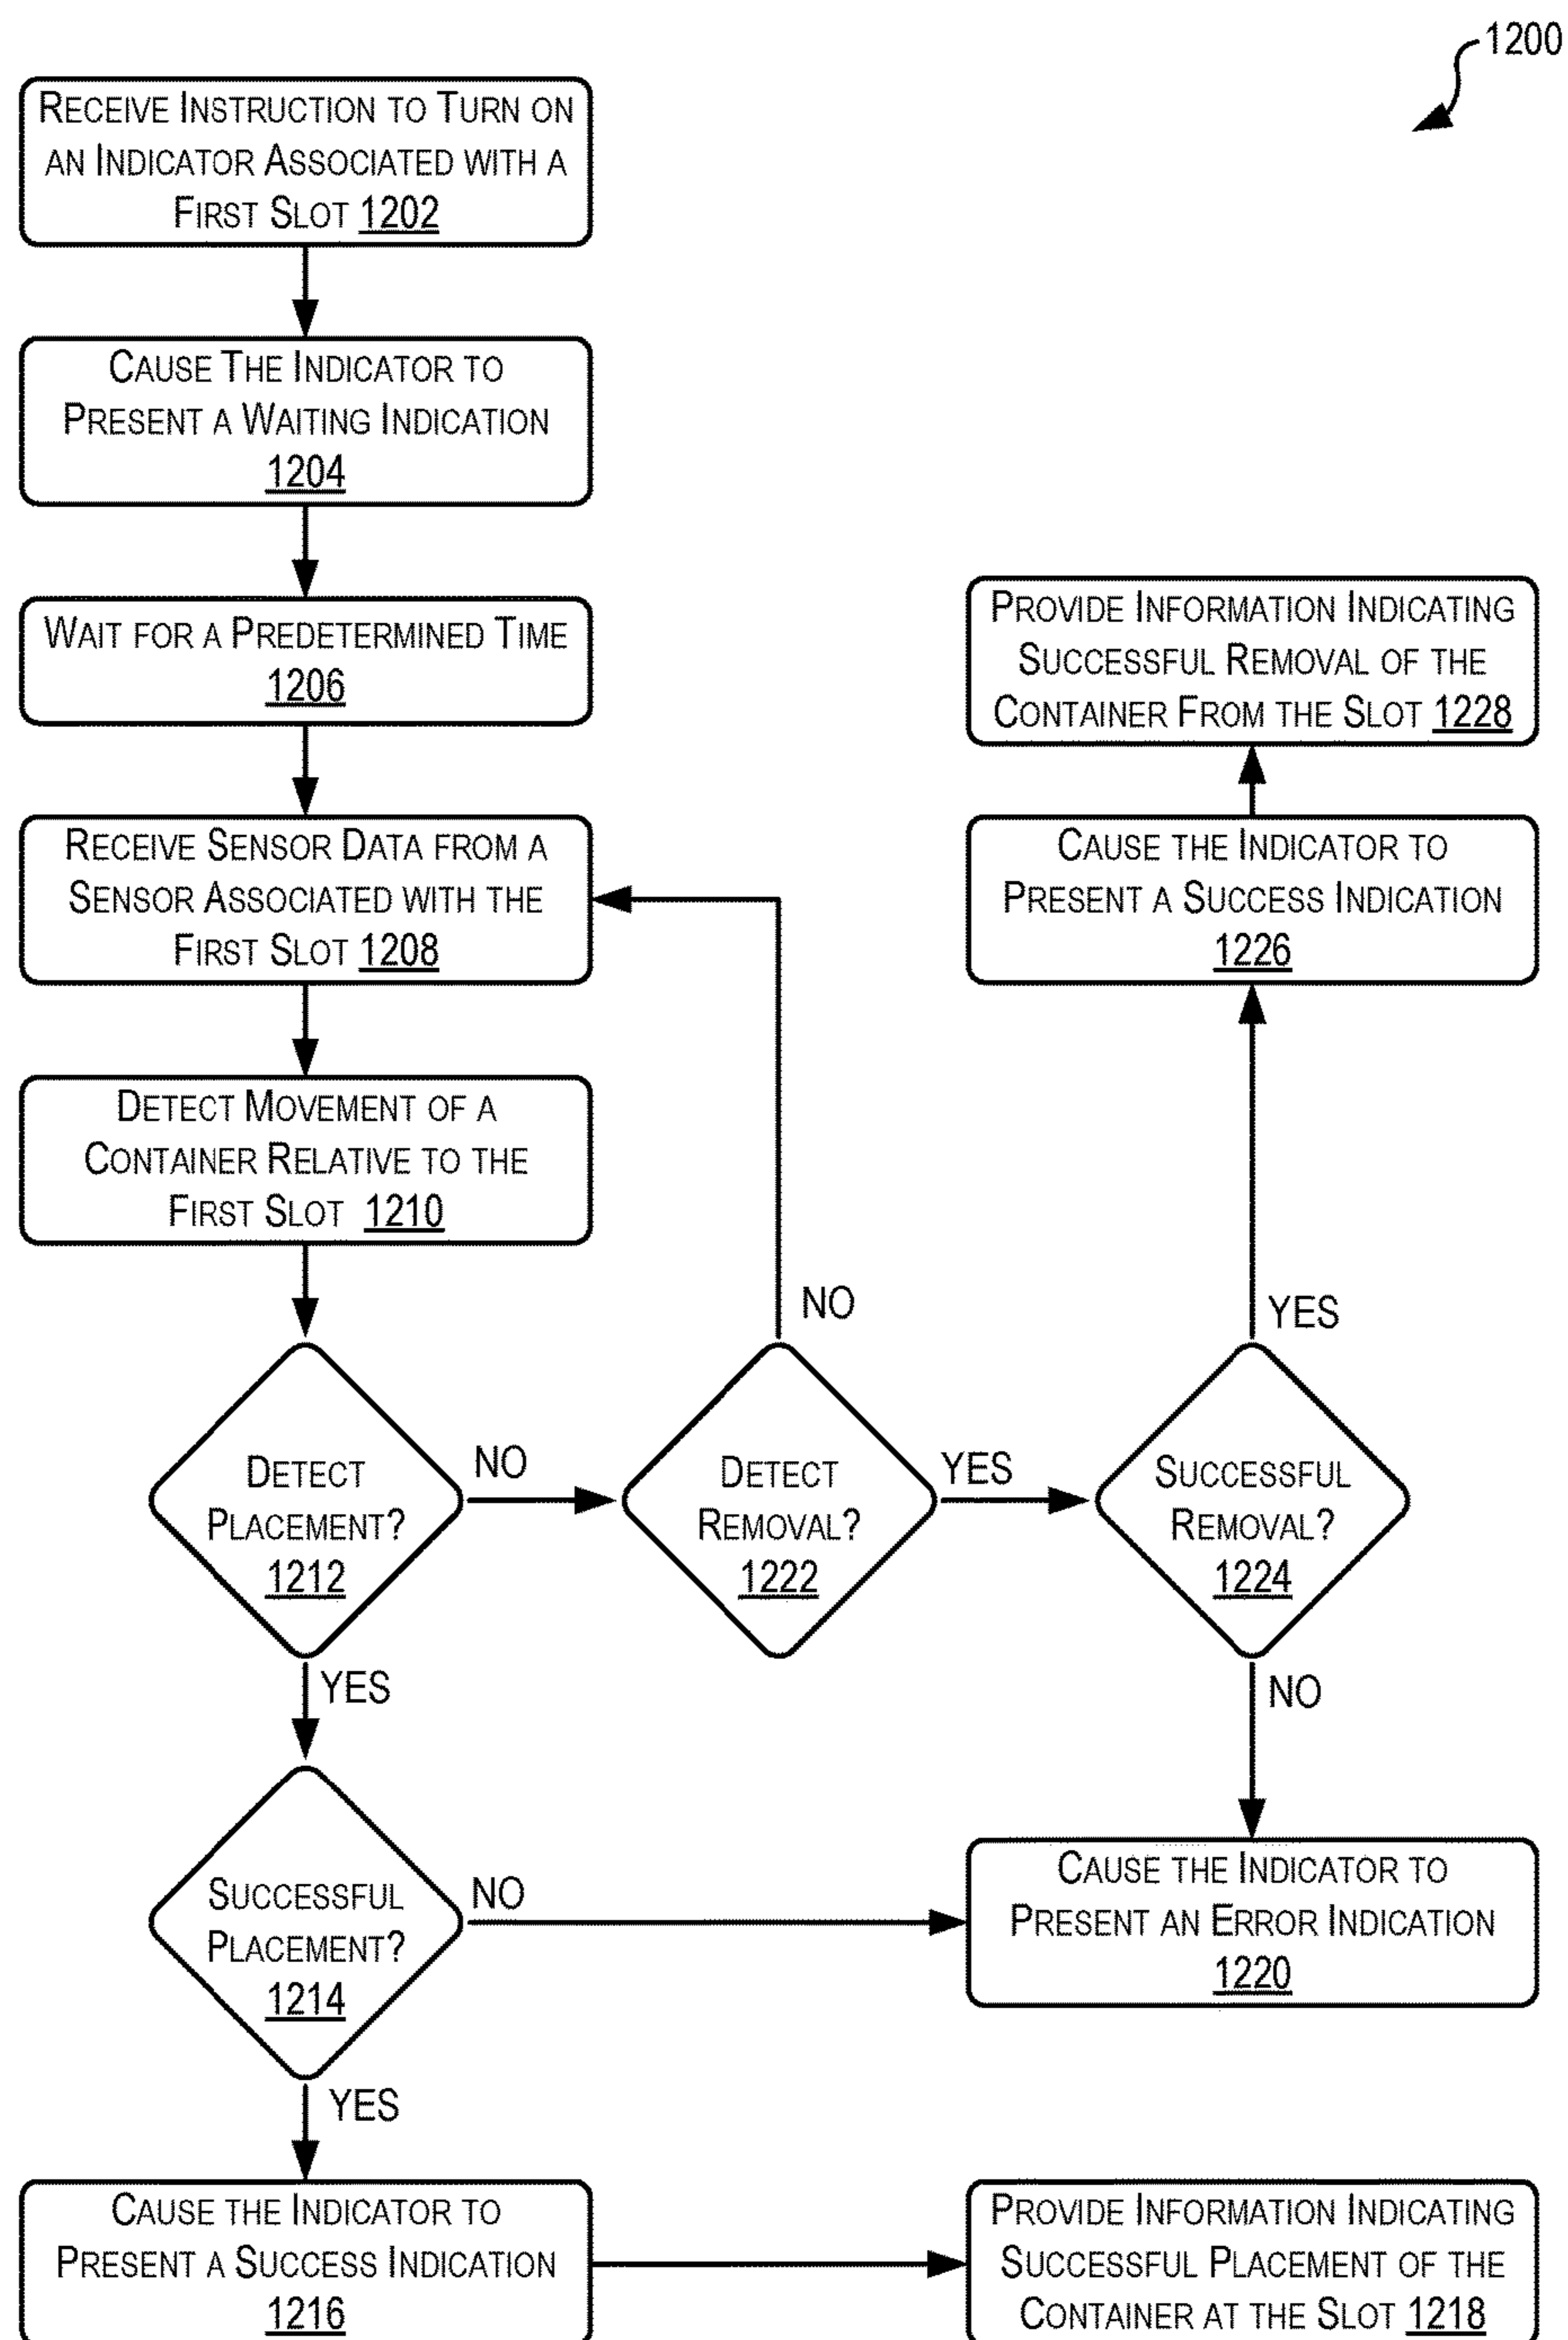 1200
RECEIVE INSTRUCTION TO TURN ON
AN INDICATOR ASSOCIATED WITH A
FIRST SLOT 1202
CAUSE THE INDICATOR TO
PRESENT A WAITING INDICATION
1204
WAIT FOR A PREDETERMINED TIME
1206
RECEIVE SENSOR DATA FROM A
SENSOR ASSOCIATED WITH THE
FIRST SLOT 1208
DETECT MOVEMENT OF A
CONTAINER RELATIVE TO THE
FIRST SLOT 1210
DETECT
PLACEMENT?
1212
NO
DETECT
REMOVAL?
1222
NO
YES
SUCCESSFUL
REMOVAL?
1224
YES
CAUSE THE INDICATOR TO
PRESENT A SUCCESS INDICATION
1226
PROVIDE INFORMATION INDICATING
SUCCESSFUL REMOVAL OF THE
CONTAINER FROM THE SLOT 1228
NO
YES
SUCCESSFUL
PLACEMENT?
1214
NO
CAUSE THE INDICATOR TO
PRESENT AN ERROR INDICATION
1220
YES
CAUSE THE INDICATOR TO
PRESENT A SUCCESS INDICATION
1216
PROVIDE INFORMATION INDICATING
SUCCESSFUL PLACEMENT OF THE
CONTAINER AT THE SLOT 1218